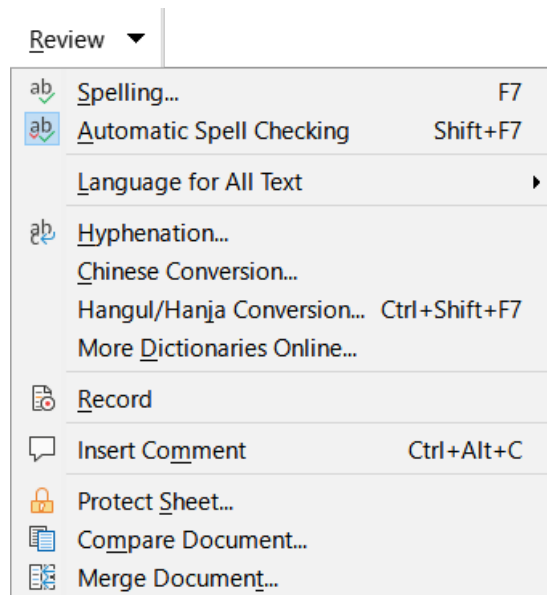 Review
Spelling... F7
Automatic Spell Checking Shift+F7
Language for All Text
Hyphenation...
Chinese Conversion...
Hangul/Hanja Conversion... Ctrl+Shift+F7
More Dictionaries Online...
Record
Insert Comment Ctrl+Alt+C
Protect Sheet...
Compare Document...
Merge Document...